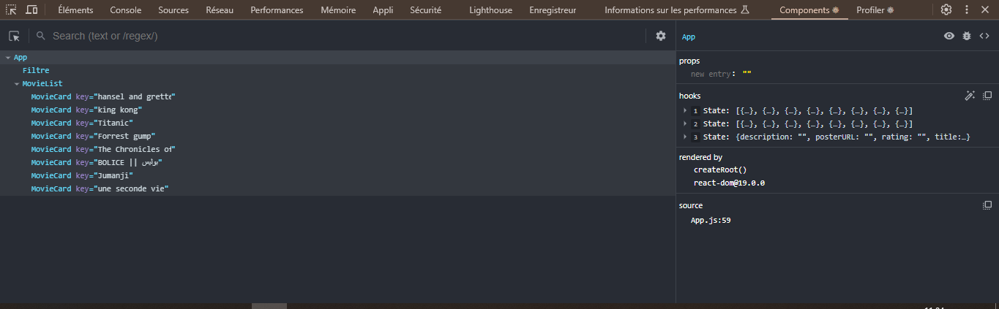 Éléments Console Sources Réseau Performances Mémoire Appli Sécurité Lighthouse Enregistreur Informations sur les performances Components Profiler
Search (text or /regex/)
App
Filtre
MovieList
MovieCard key="hansel and grette"
MovieCard key="king kong"
MovieCard key="Titanic"
MovieCard key="Forrest gump"
MovieCard key="The Chronicles of"
MovieCard key="BOLICE || بوليس"
MovieCard key="Jumanji"
MovieCard key="une seconde vie"
App
props
new entry: ""
hooks
1 State: [{…}, {…}, {…}, {…}, {…}, {…}, {…}, {…}]
2 State: [{…}, {…}, {…}, {…}, {…}, {…}, {…}, {…}]
3 State: {description: "", posterURL: "", rating: "", title:…}
rendered by
createRoot()
react-dom@19.0.0
source
App.js:59